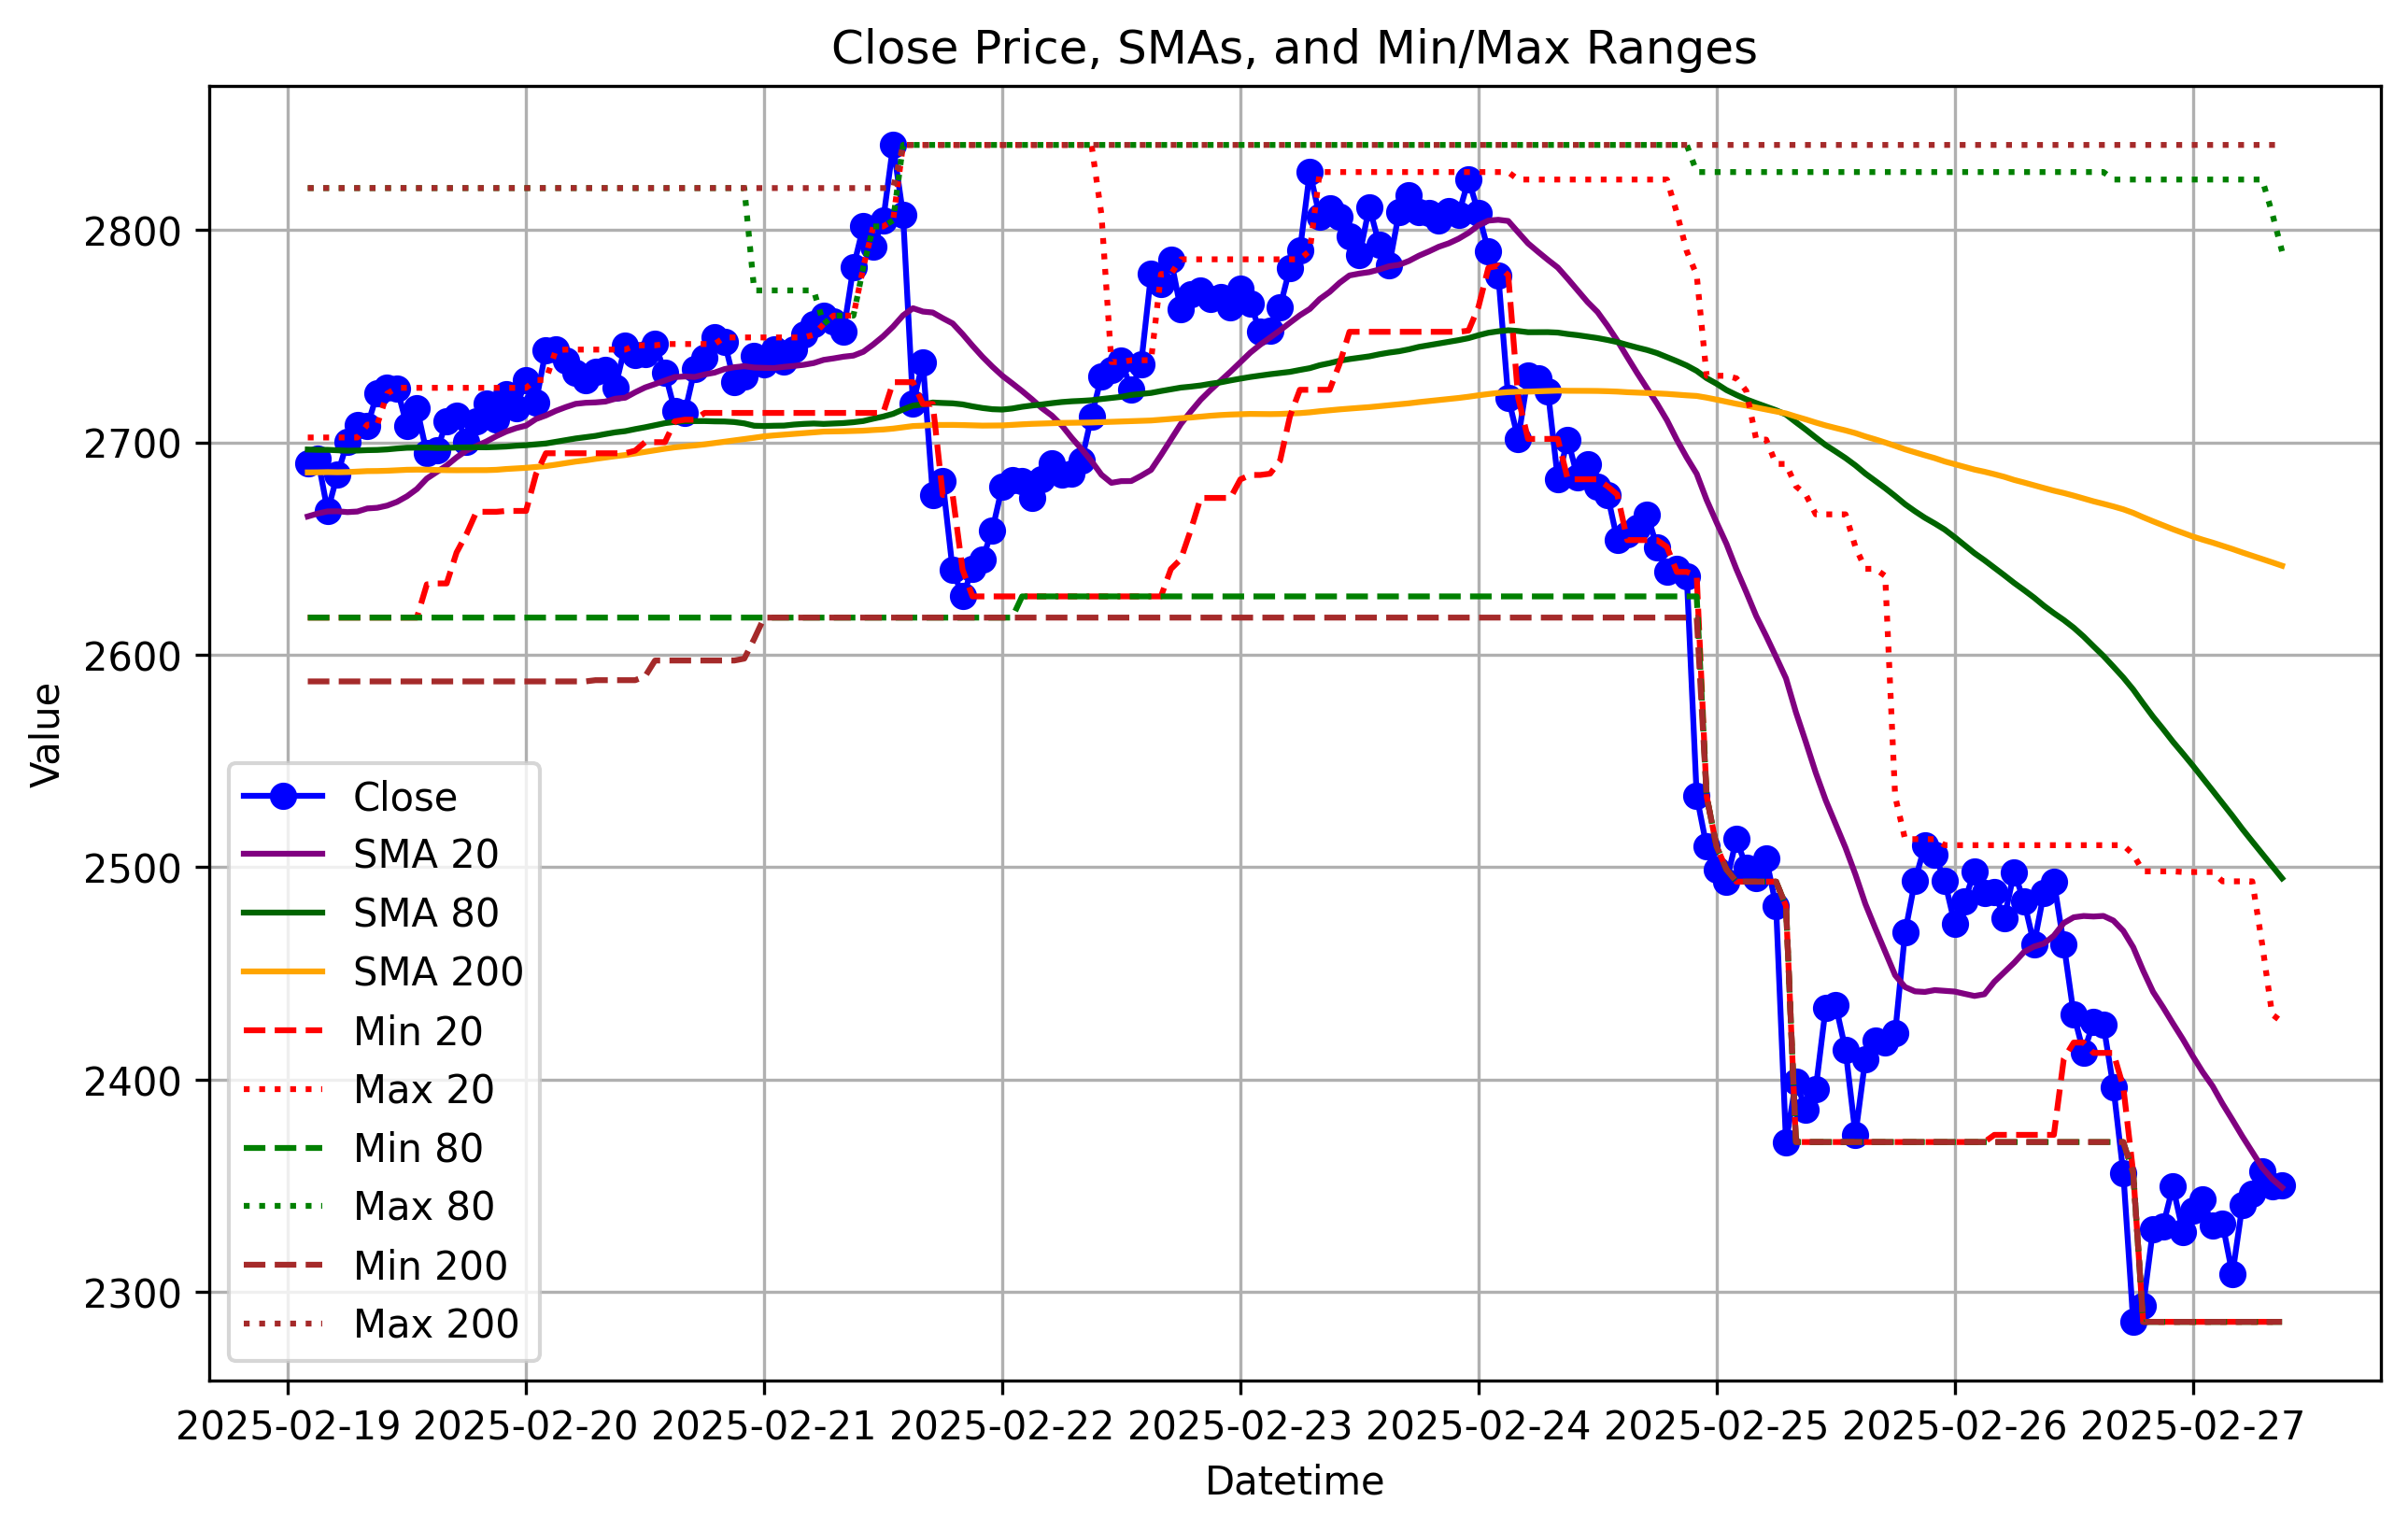 Close Price, SMAs, and Min/Max Ranges
2800
2700
2600
2500
2400
2300
Value
Close
SMA 20
SMA 80
SMA 200
Min 20
Max 20
Min 80
Max 80
Min 200
Max 200
2025-02-19 2025-02-20 2025-02-21 2025-02-22 2025-02-23 2025-02-24 2025-02-25 2025-02-26 2025-02-27
Datetime